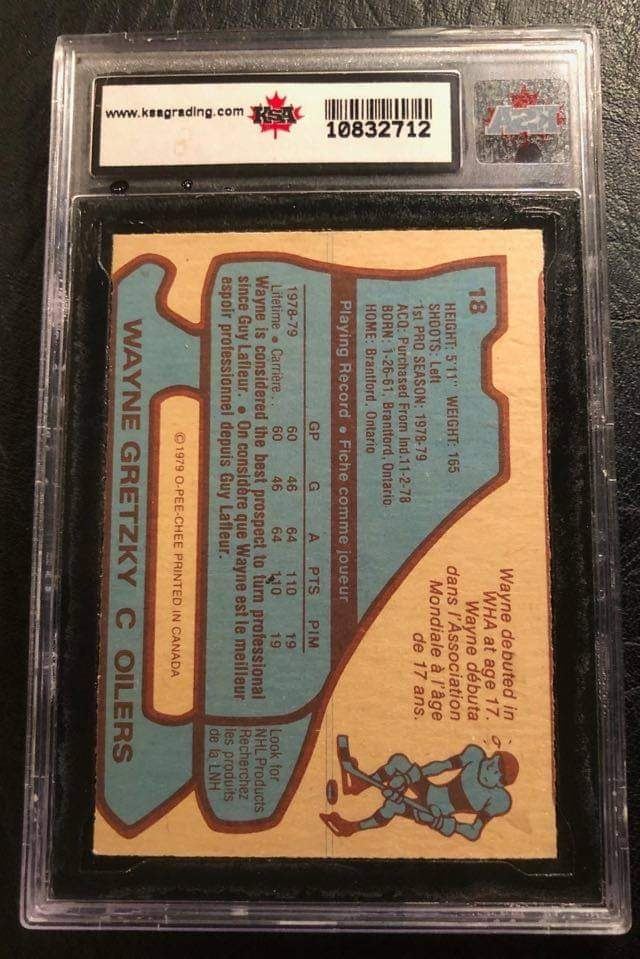 www.ksagrading.com
KSA
10832712
18
HEIGHT: 5'11" WEIGHT: 165
SHOOTS: Left
1st PRO SEASON: 1978-79
ACQ: Purchased From Ind.11-2-78
BORN: 1-26-61, Brantford, Ontario
HOME: Brantford, Ontario
Wayne debuted in
WHA at age 17.
Wayne débuta
dans l'Association
Mondiale à l'âge
de 17 ans.
Playing Record • Fiche comme joueur
GP G A PTS PIM
1978-79 60 46 64 110 19
Lifetime • Carrière.. 60 46 64 110 19
Wayne is considered the best prospect to turn professional
since Guy Lafleur. • On considère que Wayne est le meilleur
espoir professionnel depuis Guy Lafleur.
Look for
NHL Products
Recherchez
les produits
de la LNH
© 1979 O-PEE-CHEE PRINTED IN CANADA
WAYNE GRETZKY C OILERS